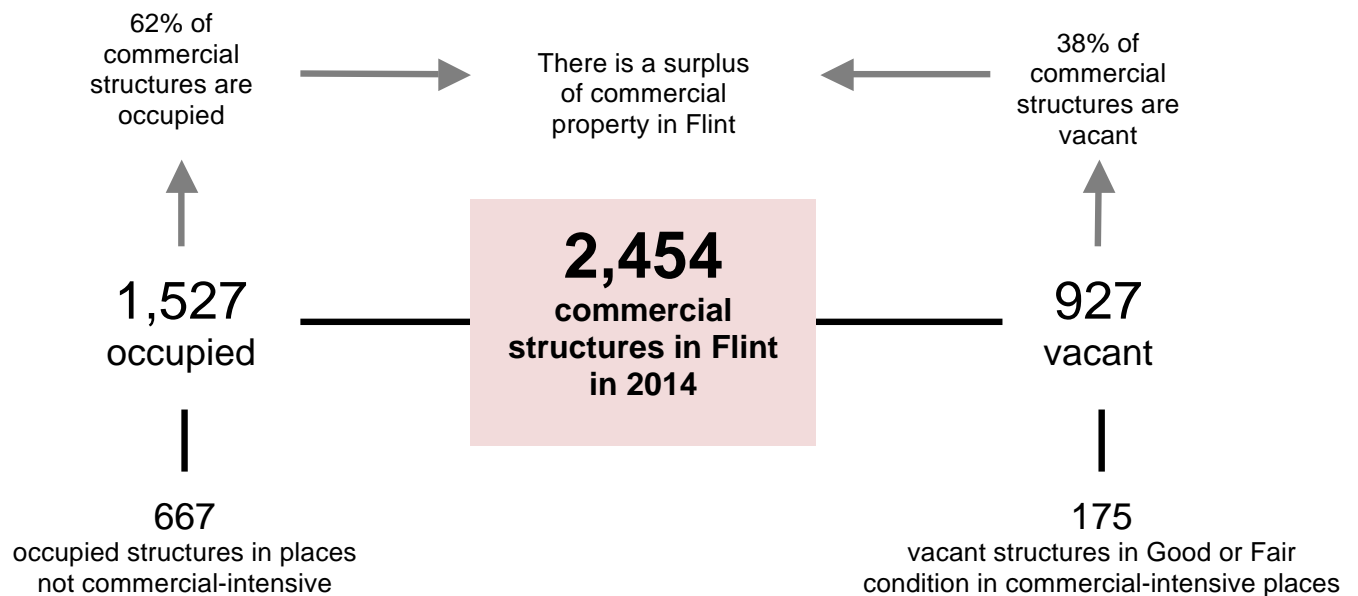 62% of
commercial
structures are
occupied
There is a surplus
of commercial
property in Flint
38% of
commercial
structures are
vacant
1,527
occupied
2,454
commercial
structures in Flint
in 2014
927
vacant
667
occupied structures in places
not commercial-intensive
175
vacant structures in Good or Fair
condition in commercial-intensive places